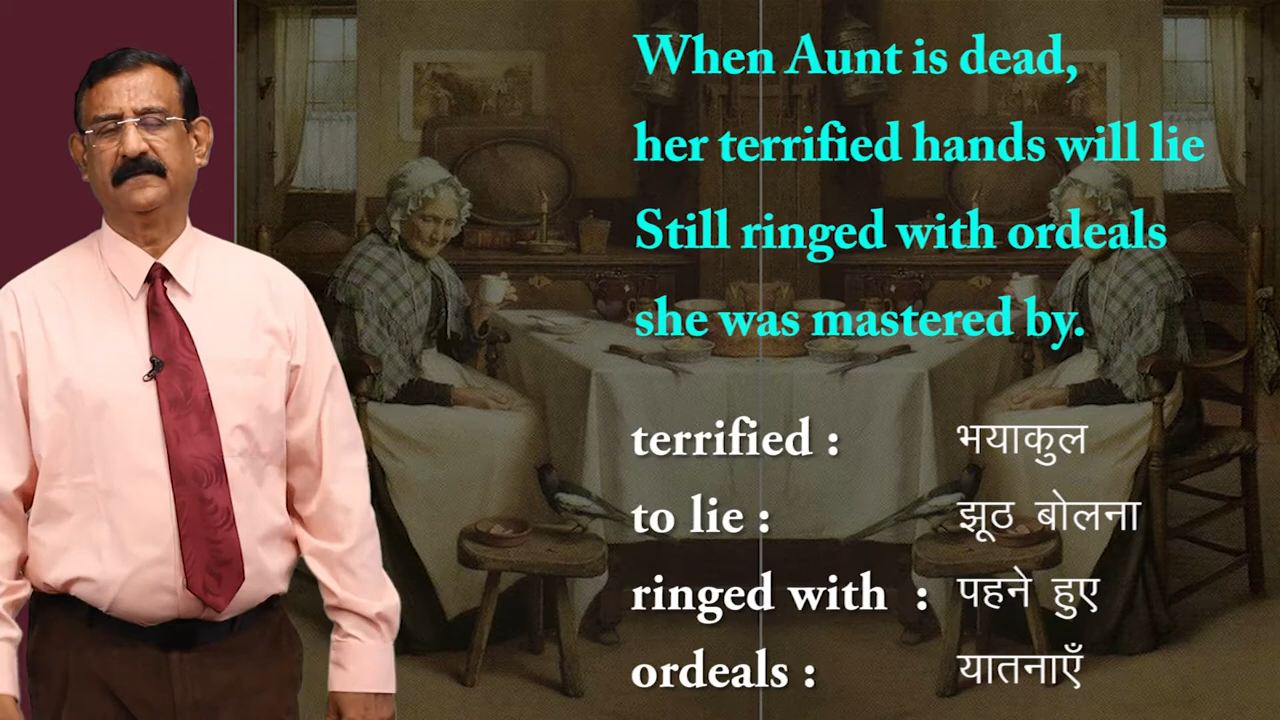 When Aunt is dead,
her terrified hands will lie
Still ringed with ordeals
she was mastered by.
terrified : भयाकुल
to lie : झूठ बोलना
ringed with : पहने हुए
ordeals : यातनाएँ